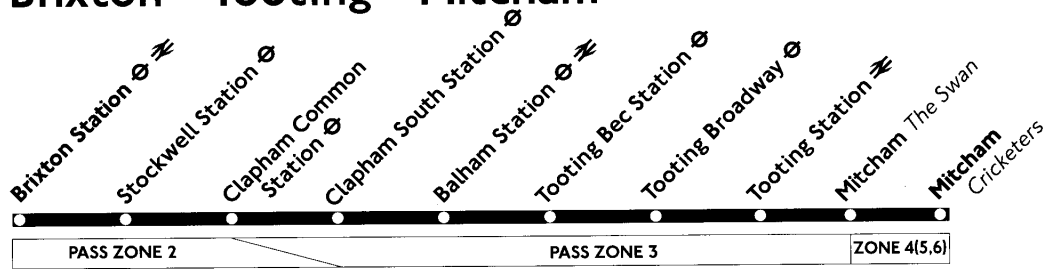 Brixton - Tooting - Mitcham
Brixton Station
Stockwell Station
Clapham Common
Station
Clapham South Station
Balham Station
Tooting Bec Station
Tooting Broadway
Tooting Station
Mitcham The Swan
Mitcham
Cricketers
PASS ZONE 2
PASS ZONE 3
ZONE 4(5,6)